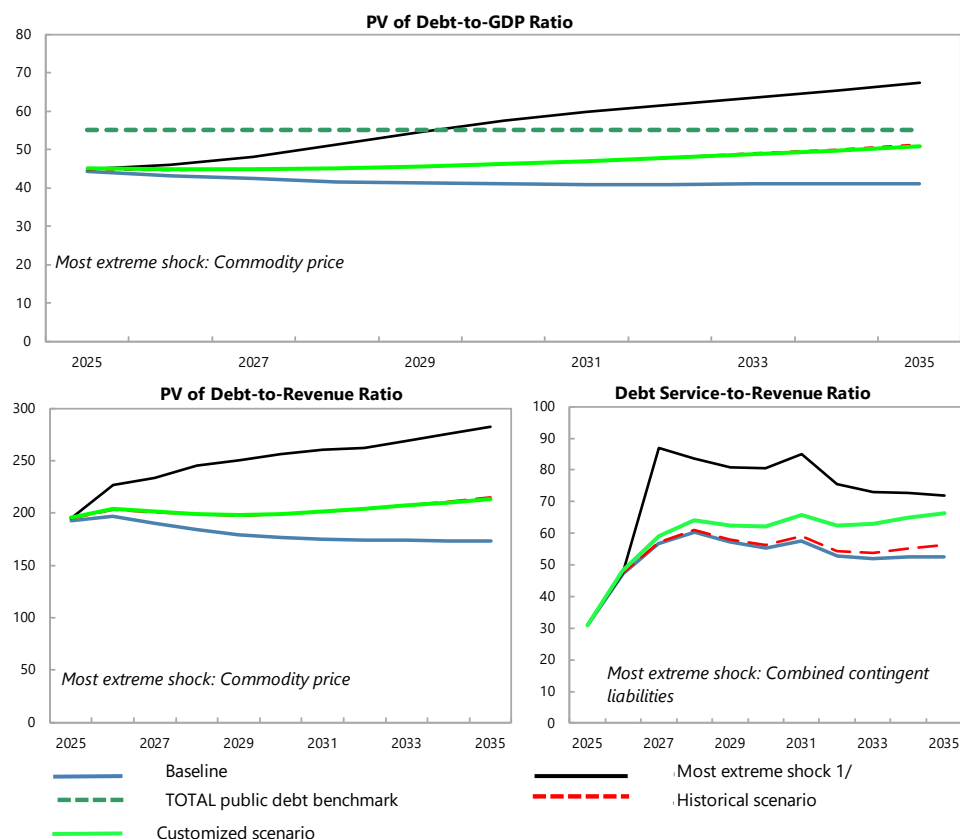 PV of Debt-to-GDP Ratio
80
70
60
50
40
30
20
10
0
Most extreme shock: Commodity price
2025 2027 2029 2031 2033 2035
PV of Debt-to-Revenue Ratio
300
250
200
150
100
50
0
Most extreme shock: Commodity price
2025 2027 2029 2031 2033 2035
Debt Service-to-Revenue Ratio
100
90
80
70
60
50
40
30
20
10
0
Most extreme shock: Combined contingent
liabilities
2025 2027 2029 2031 2033 2035
Baseline
Most extreme shock 1/
TOTAL public debt benchmark
Historical scenario
Customized scenario